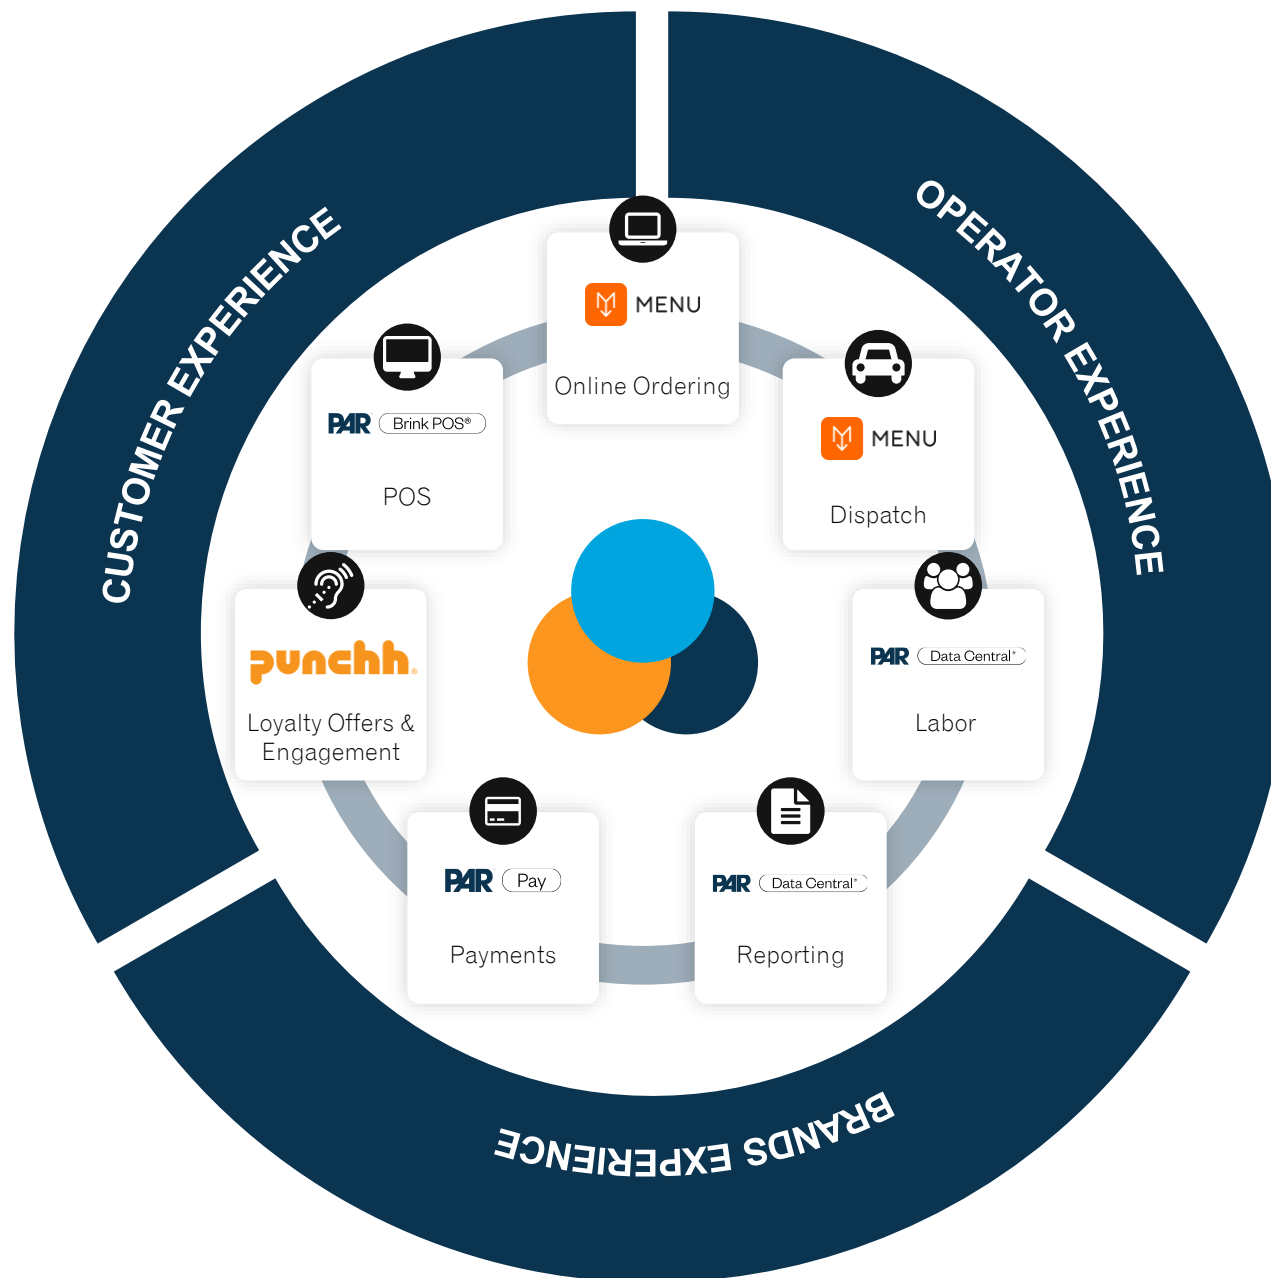 CUSTOMER EXPERIENCE
OPERATOR EXPERIENCE
MENU
Online Ordering
PAR Brink POS®
POS
MENU
Dispatch
punchh®
Loyalty Offers &
Engagement
PAR Data Central®
Labor
PAR Pay
Payments
PAR Data Central®
Reporting
BRANDS EXPERIENCE